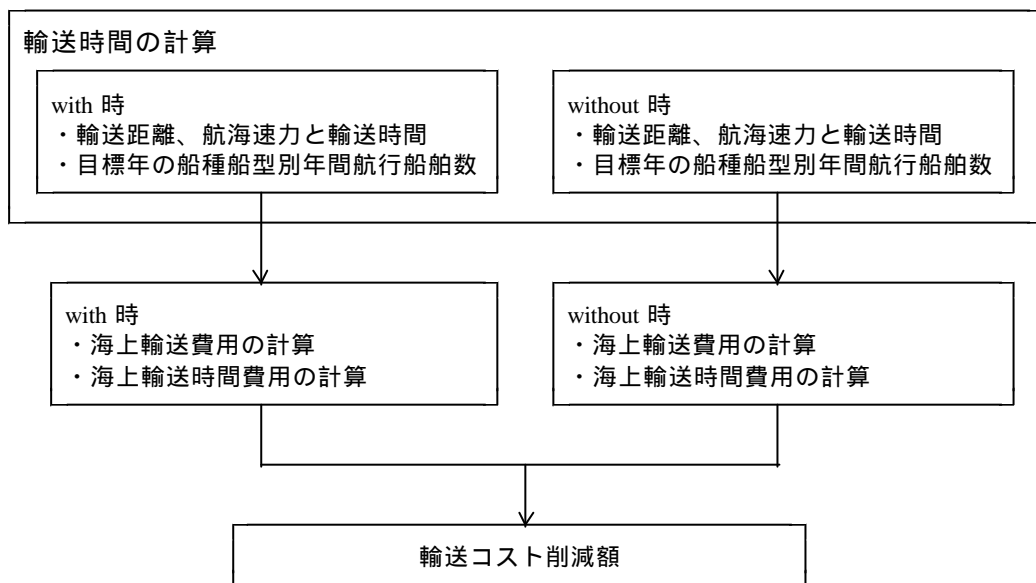 輸送時間の計算
with 時
・輸送距離、航海速力と輸送時間
・目標年の船種船型別年間航行船舶数
without 時
・輸送距離、航海速力と輸送時間
・目標年の船種船型別年間航行船舶数
with 時
・海上輸送費用の計算
・海上輸送時間費用の計算
without 時
・海上輸送費用の計算
・海上輸送時間費用の計算
輸送コスト削減額